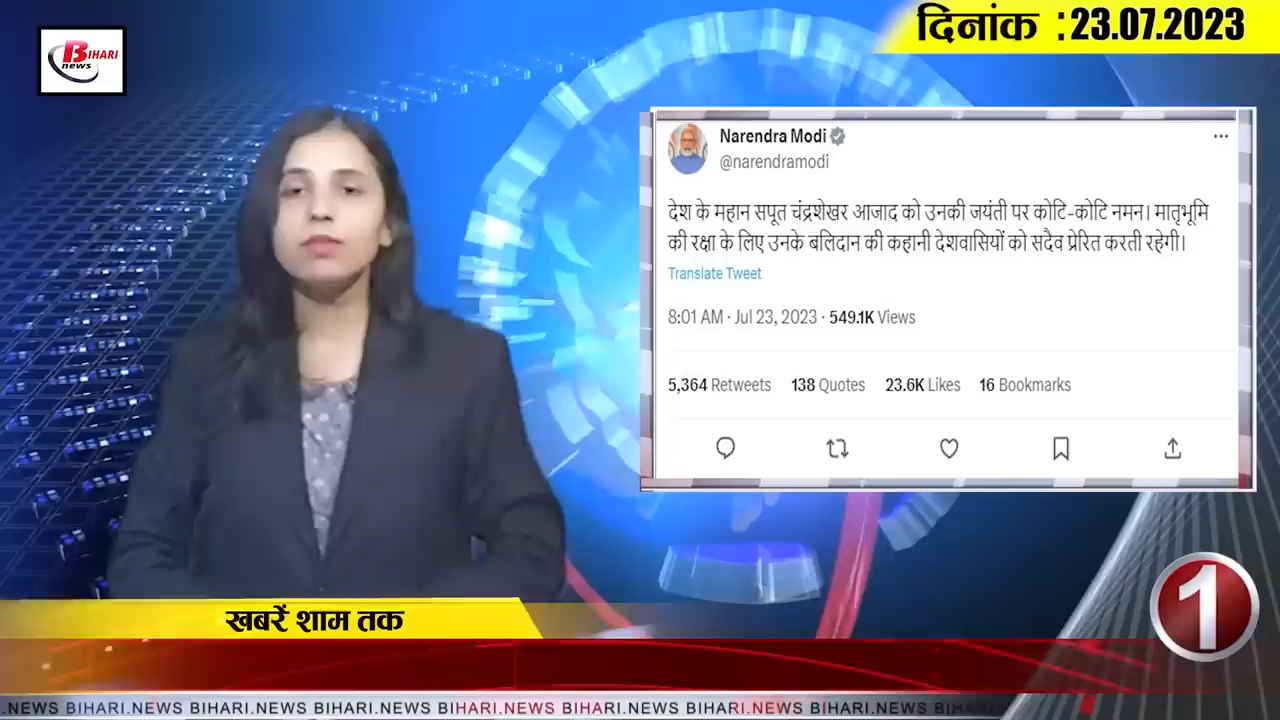 BIHARI
news
दिनांक :23.07.2023
Narendra Modi
@narendramodi
देश के महान सपूत चंद्रशेखर आजाद को उनकी जयंती पर कोटि-कोटि नमन। मातृभूमि
की रक्षा के लिए उनके बलिदान की कहानी देशवासियों को सदैव प्रेरित करती रहेगी।
Translate Tweet
8:01 AM · Jul 23, 2023 · 549.1K Views
5,364 Retweets 138 Quotes 23.6K Likes 16 Bookmarks
1
खबरें शाम तक
.NEWS BIHARI.NEWS BIHARI.NEWS BIHARI.NEWS BIHARI.NEWS BIHARI.NEWS BIHARI.NEWS BIHARI.NEWS BIHARI